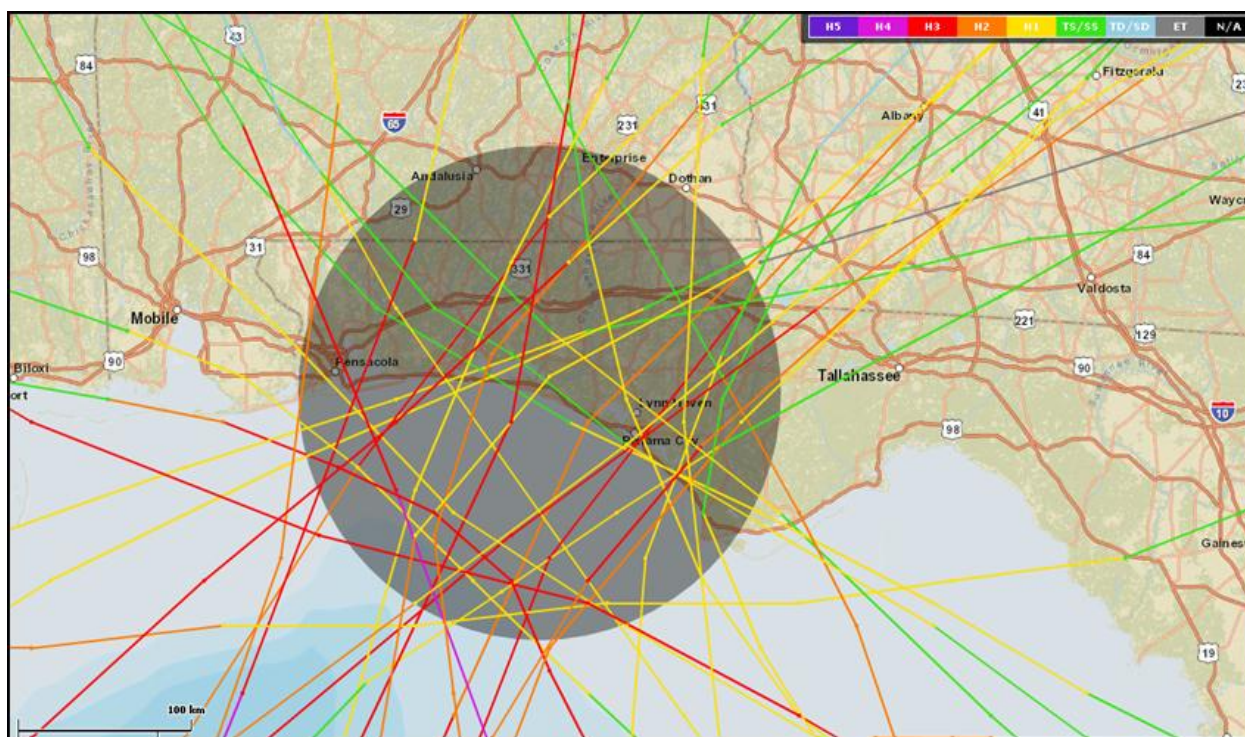 H5 H4 H3 H2 H1 TS/SS TD/SD ET N/A
43
84
Fitzgerald
31
41
Albany
65
231
Enterprise
Andalusia
Dothan
29
31
98
331
84
Valdosta
Mobile
221
129
Pensacola
90
Biloxi
Tallahassee
90
Lynn Haven
10
98
Panama City
19
100 km